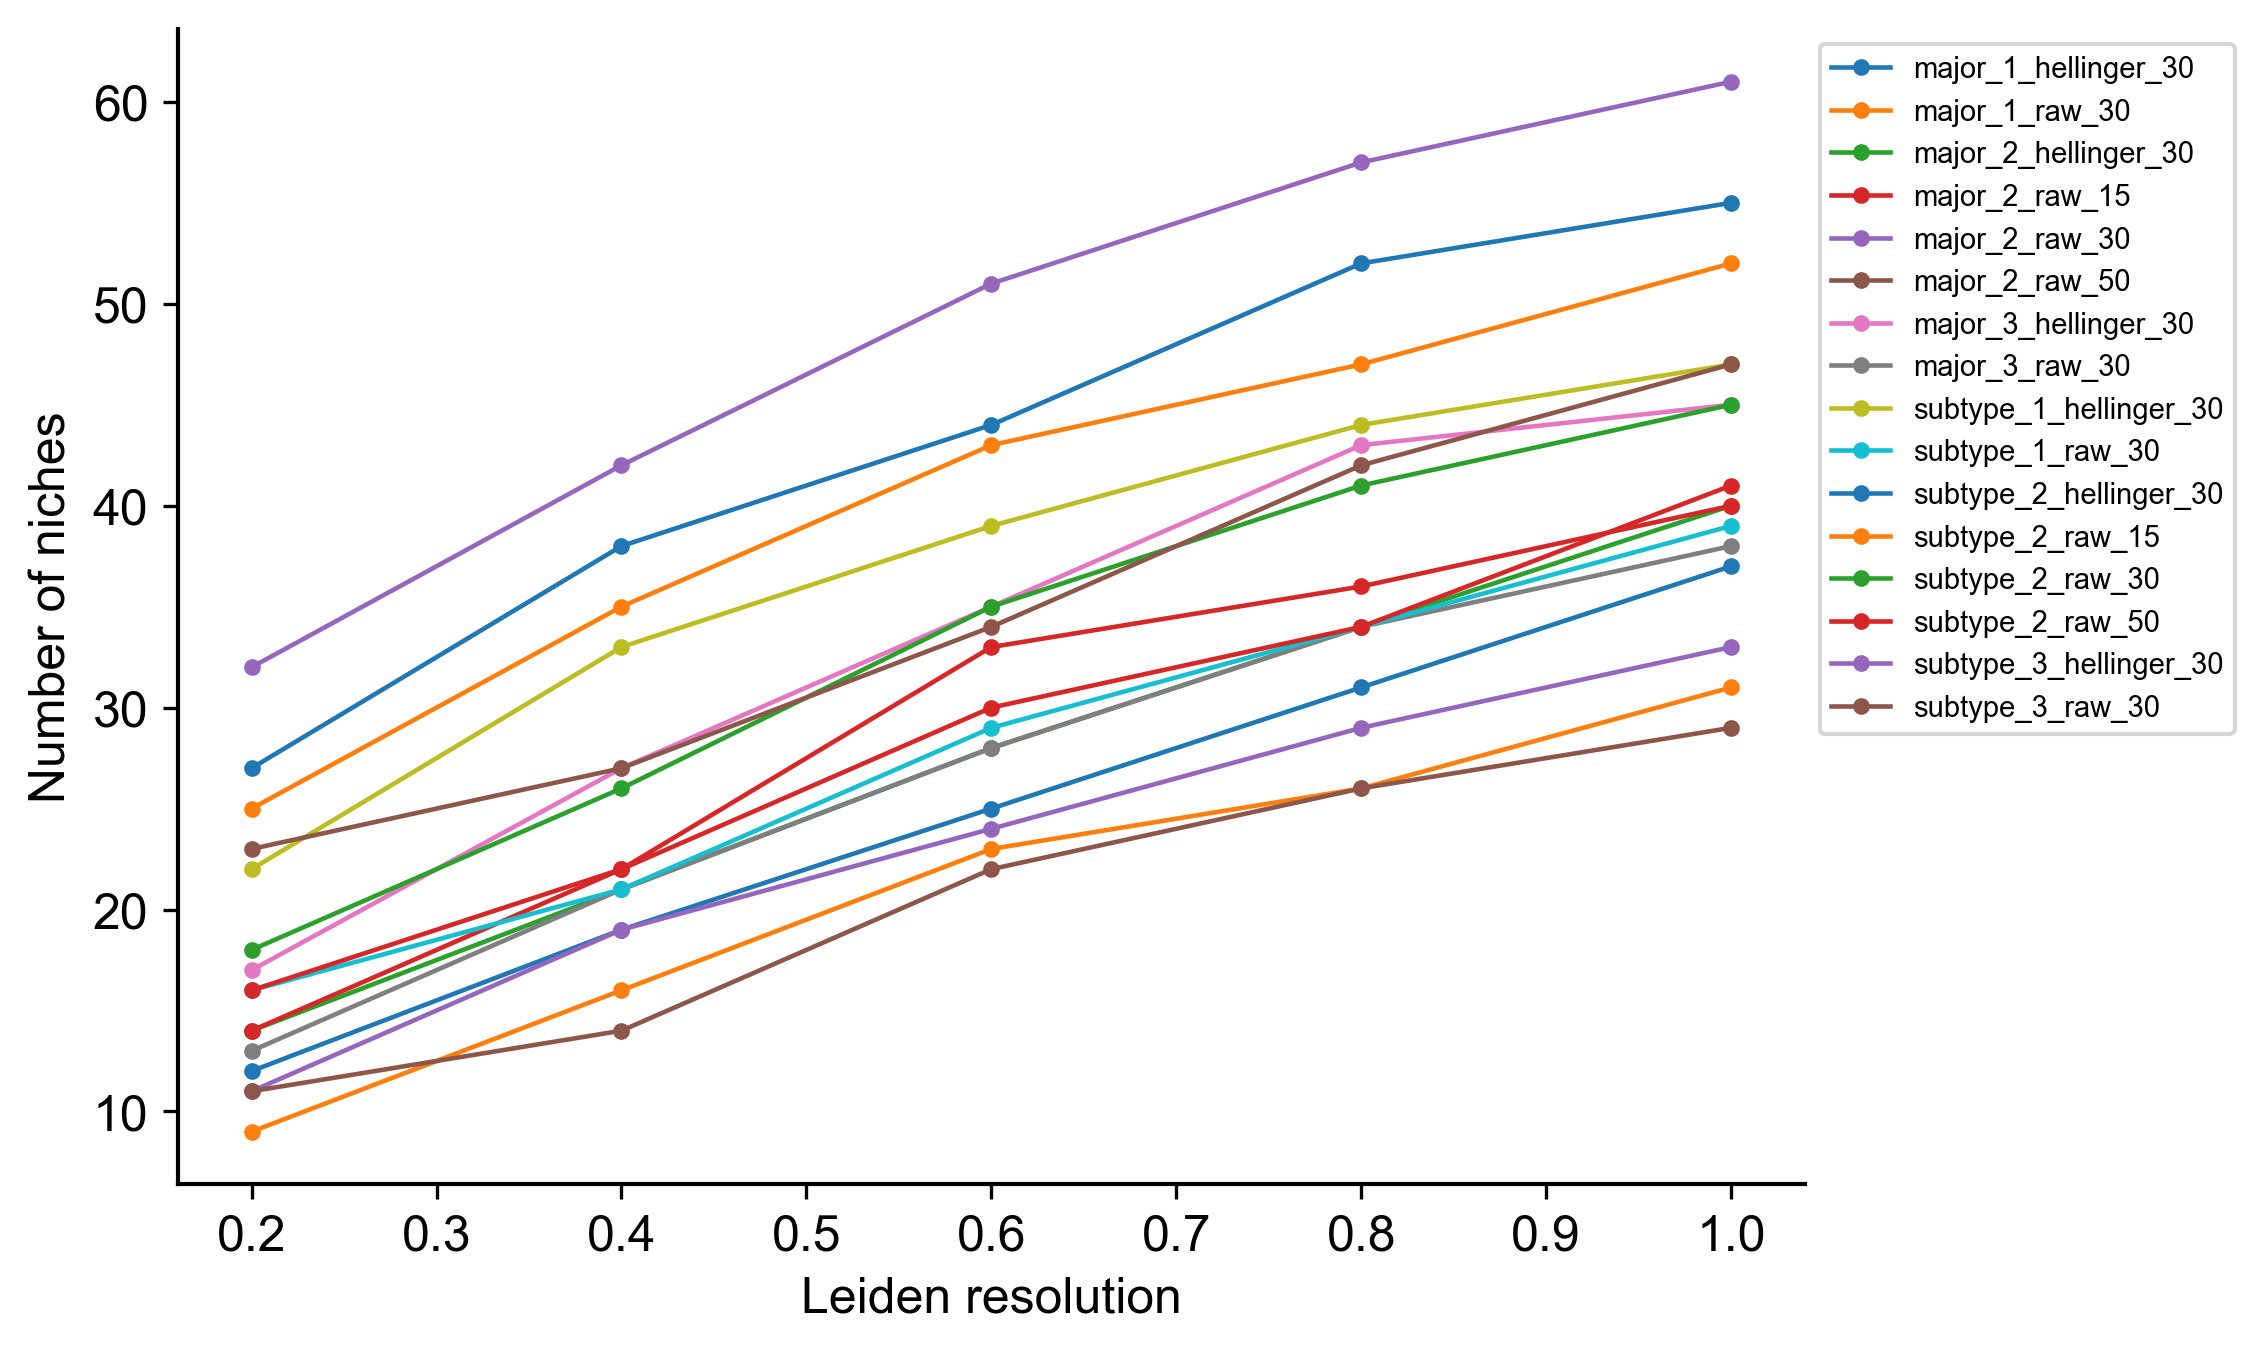 60
50
40
30
20
10
Number of niches
0.2 0.3 0.4 0.5 0.6 0.7 0.8 0.9 1.0
Leiden resolution
major_1_hellinger_30
major_1_raw_30
major_2_hellinger_30
major_2_raw_15
major_2_raw_30
major_2_raw_50
major_3_hellinger_30
major_3_raw_30
subtype_1_hellinger_30
subtype_1_raw_30
subtype_2_hellinger_30
subtype_2_raw_15
subtype_2_raw_30
subtype_2_raw_50
subtype_3_hellinger_30
subtype_3_raw_30